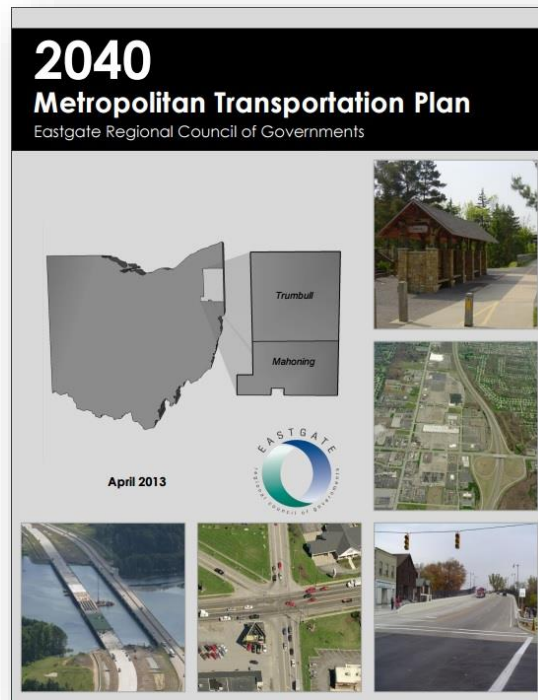 2040
Metropolitan Transportation Plan
Eastgate Regional Council of Governments
Trumbull
Mahoning
EASTGATE
regional council of governments
April 2013